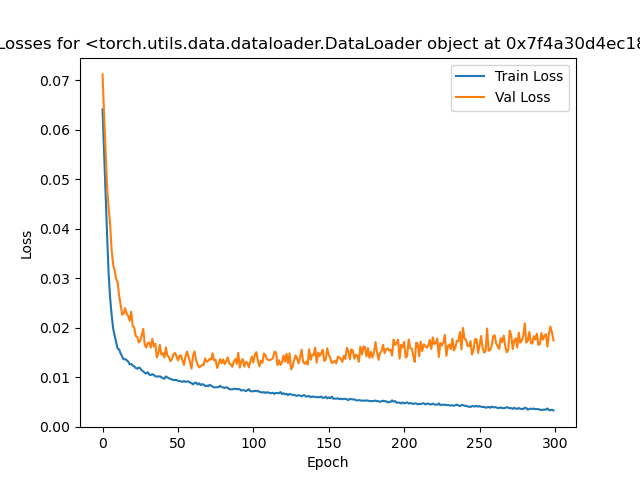 Losses for <torch.utils.data.dataloader.DataLoader object at 0x7f4a30d4ec18
Train Loss
Val Loss
0.07
0.06
0.05
0.04
0.03
0.02
0.01
0.00
Loss
0 50 100 150 200 250 300
Epoch